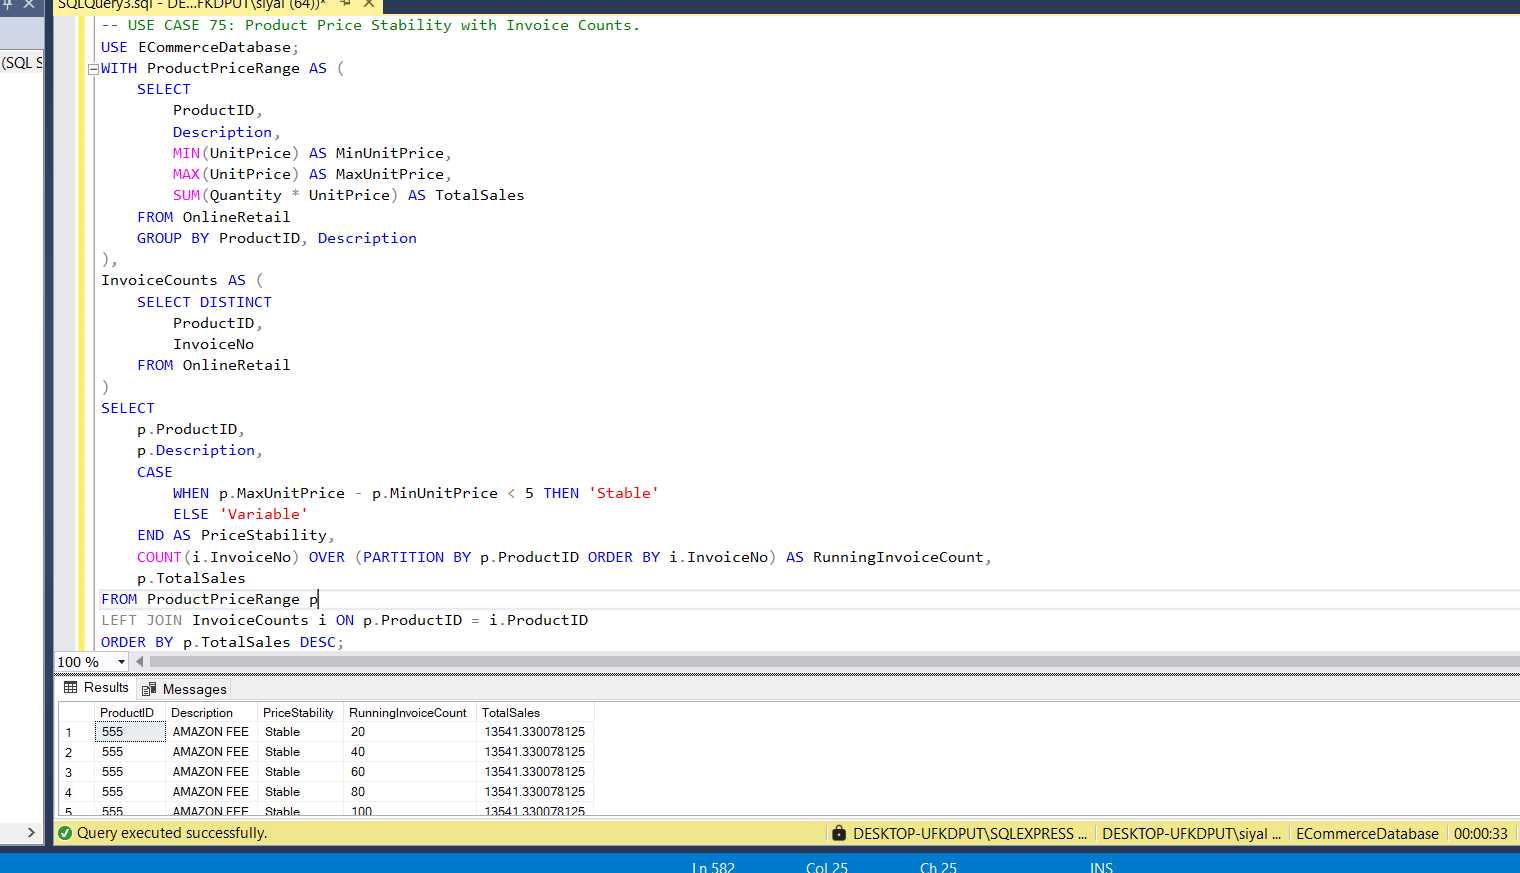 SQLQuery3.sql - DE...FKDPUT\siyal (64))*
(SQL S
-- USE CASE 75: Product Price Stability with Invoice Counts.
USE ECommerceDatabase;
WITH ProductPriceRange AS (
SELECT
ProductID,
Description,
MIN(UnitPrice) AS MinUnitPrice,
MAX(UnitPrice) AS MaxUnitPrice,
SUM(Quantity * UnitPrice) AS TotalSales
FROM OnlineRetail
GROUP BY ProductID, Description
),
InvoiceCounts AS (
SELECT DISTINCT
ProductID,
InvoiceNo
FROM OnlineRetail
)
SELECT
p.ProductID,
p.Description,
CASE
WHEN p.MaxUnitPrice - p.MinUnitPrice < 5 THEN 'Stable'
ELSE 'Variable'
END AS PriceStability,
COUNT(i.InvoiceNo) OVER (PARTITION BY p.ProductID ORDER BY i.InvoiceNo) AS RunningInvoiceCount,
p.TotalSales
FROM ProductPriceRange p
LEFT JOIN InvoiceCounts i ON p.ProductID = i.ProductID
ORDER BY p.TotalSales DESC;
100 %
Results Messages
ProductID Description PriceStability RunningInvoiceCount TotalSales
1 555 AMAZON FEE Stable 20 13541.330078125
2 555 AMAZON FEE Stable 40 13541.330078125
3 555 AMAZON FEE Stable 60 13541.330078125
4 555 AMAZON FEE Stable 80 13541.330078125
5 555 AMAZON FEE Stable 100 13541.330078125
Query executed successfully. DESKTOP-UFKDPUT\SQLEXPRESS ... DESKTOP-UFKDPUT\siyal ... ECommerceDatabase 00:00:33
Ln 582 Col 25 Ch 25 INS